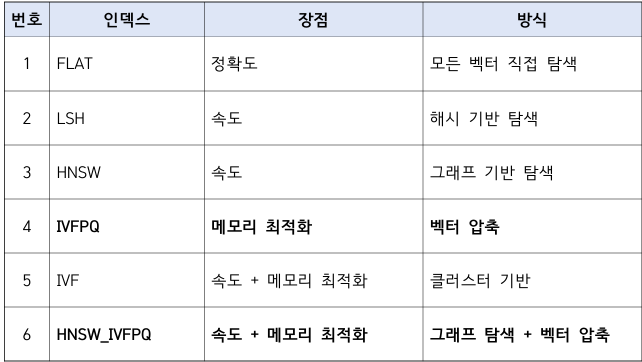 번호 인덱스 장점 방식
1 FLAT 정확도 모든 벡터 직접 탐색
2 LSH 속도 해시 기반 탐색
3 HNSW 속도 그래프 기반 탐색
4 IVFPQ 메모리 최적화 벡터 압축
5 IVF 속도 + 메모리 최적화 클러스터 기반
6 HNSW_IVFPQ 속도 + 메모리 최적화 그래프 탐색 + 벡터 압축